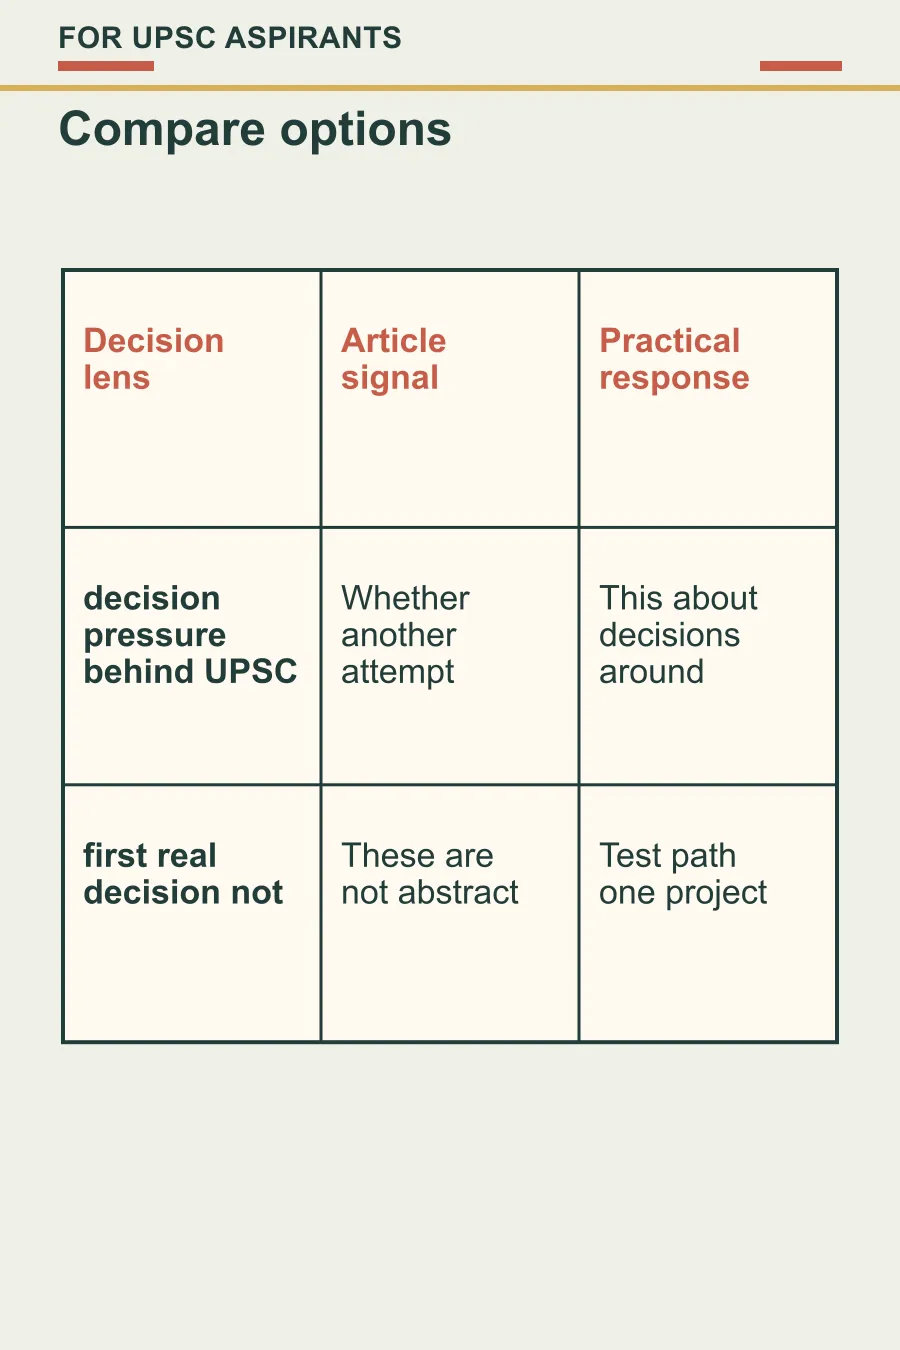 FOR UPSC ASPIRANTS
Compare options
Decision
lens
Article
signal
Practical
response
decision
pressure
behind UPSC
Whether
another
attempt
This about
decisions
around
first real
decision not
These are
not abstract
Test path
one project